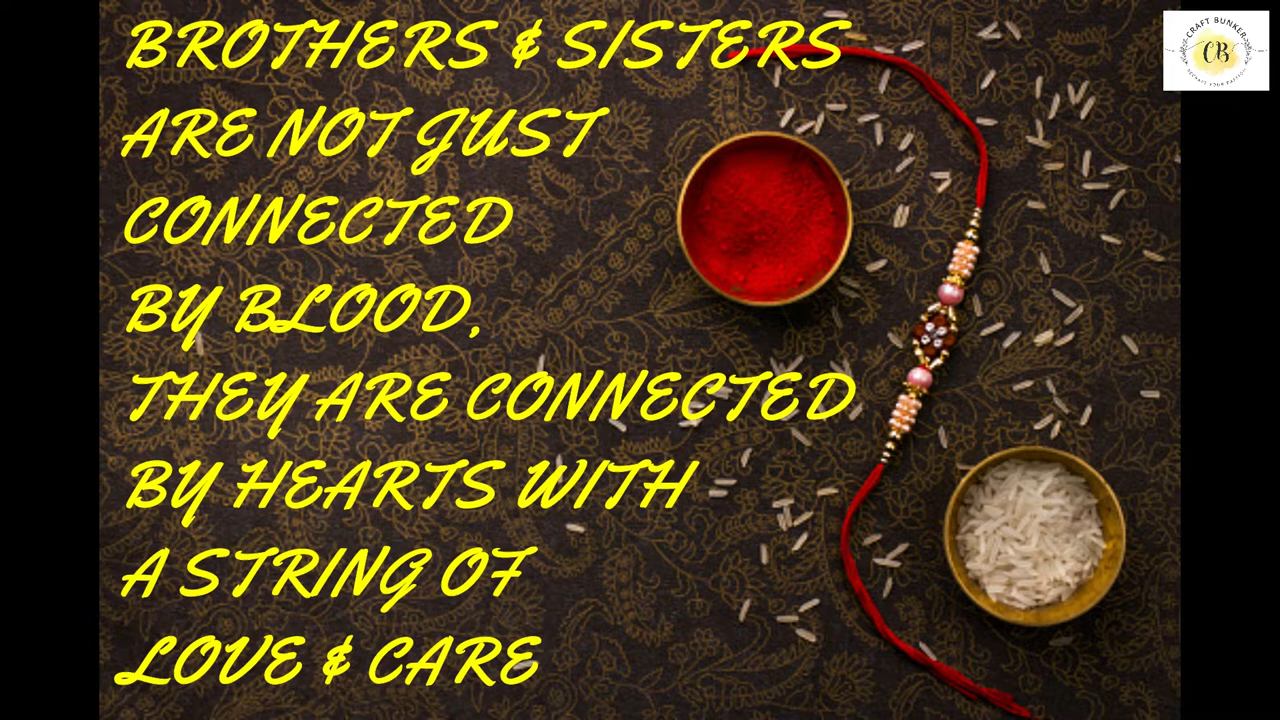 BROTHERS & SISTERS
ARE NOT JUST
CONNECTED
BY BLOOD,
THEY ARE CONNECTED
BY HEARTS WITH
A STRING OF
LOVE & CARE
CRAFT BUNKER
CB